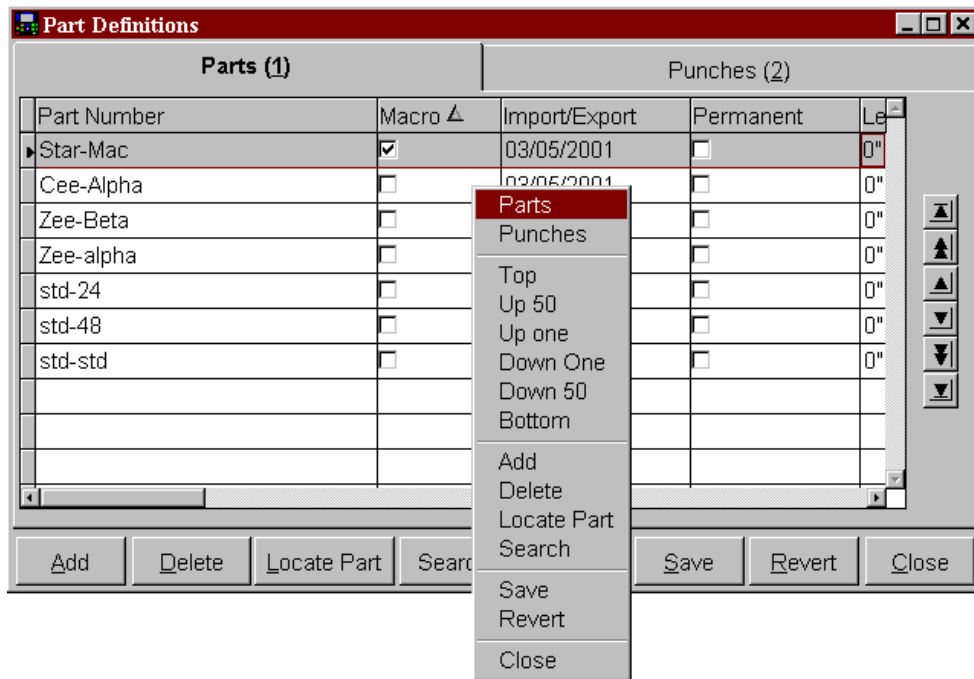 Part Definitions
Parts (1) Punches (2)
Part Number Macro Import/Export Permanent Le
Star-Mac 03/05/2001 0"
Cee-Alpha 03/05/2001 0"
Zee-Beta 0"
Zee-alpha 0"
std-24 0"
std-48 0"
std-std 0"
Parts
Punches
Top
Up 50
Up one
Down One
Down 50
Bottom
Add
Delete
Locate Part
Search
Save
Revert
Close
Add Delete Locate Part Searc Save Revert Close